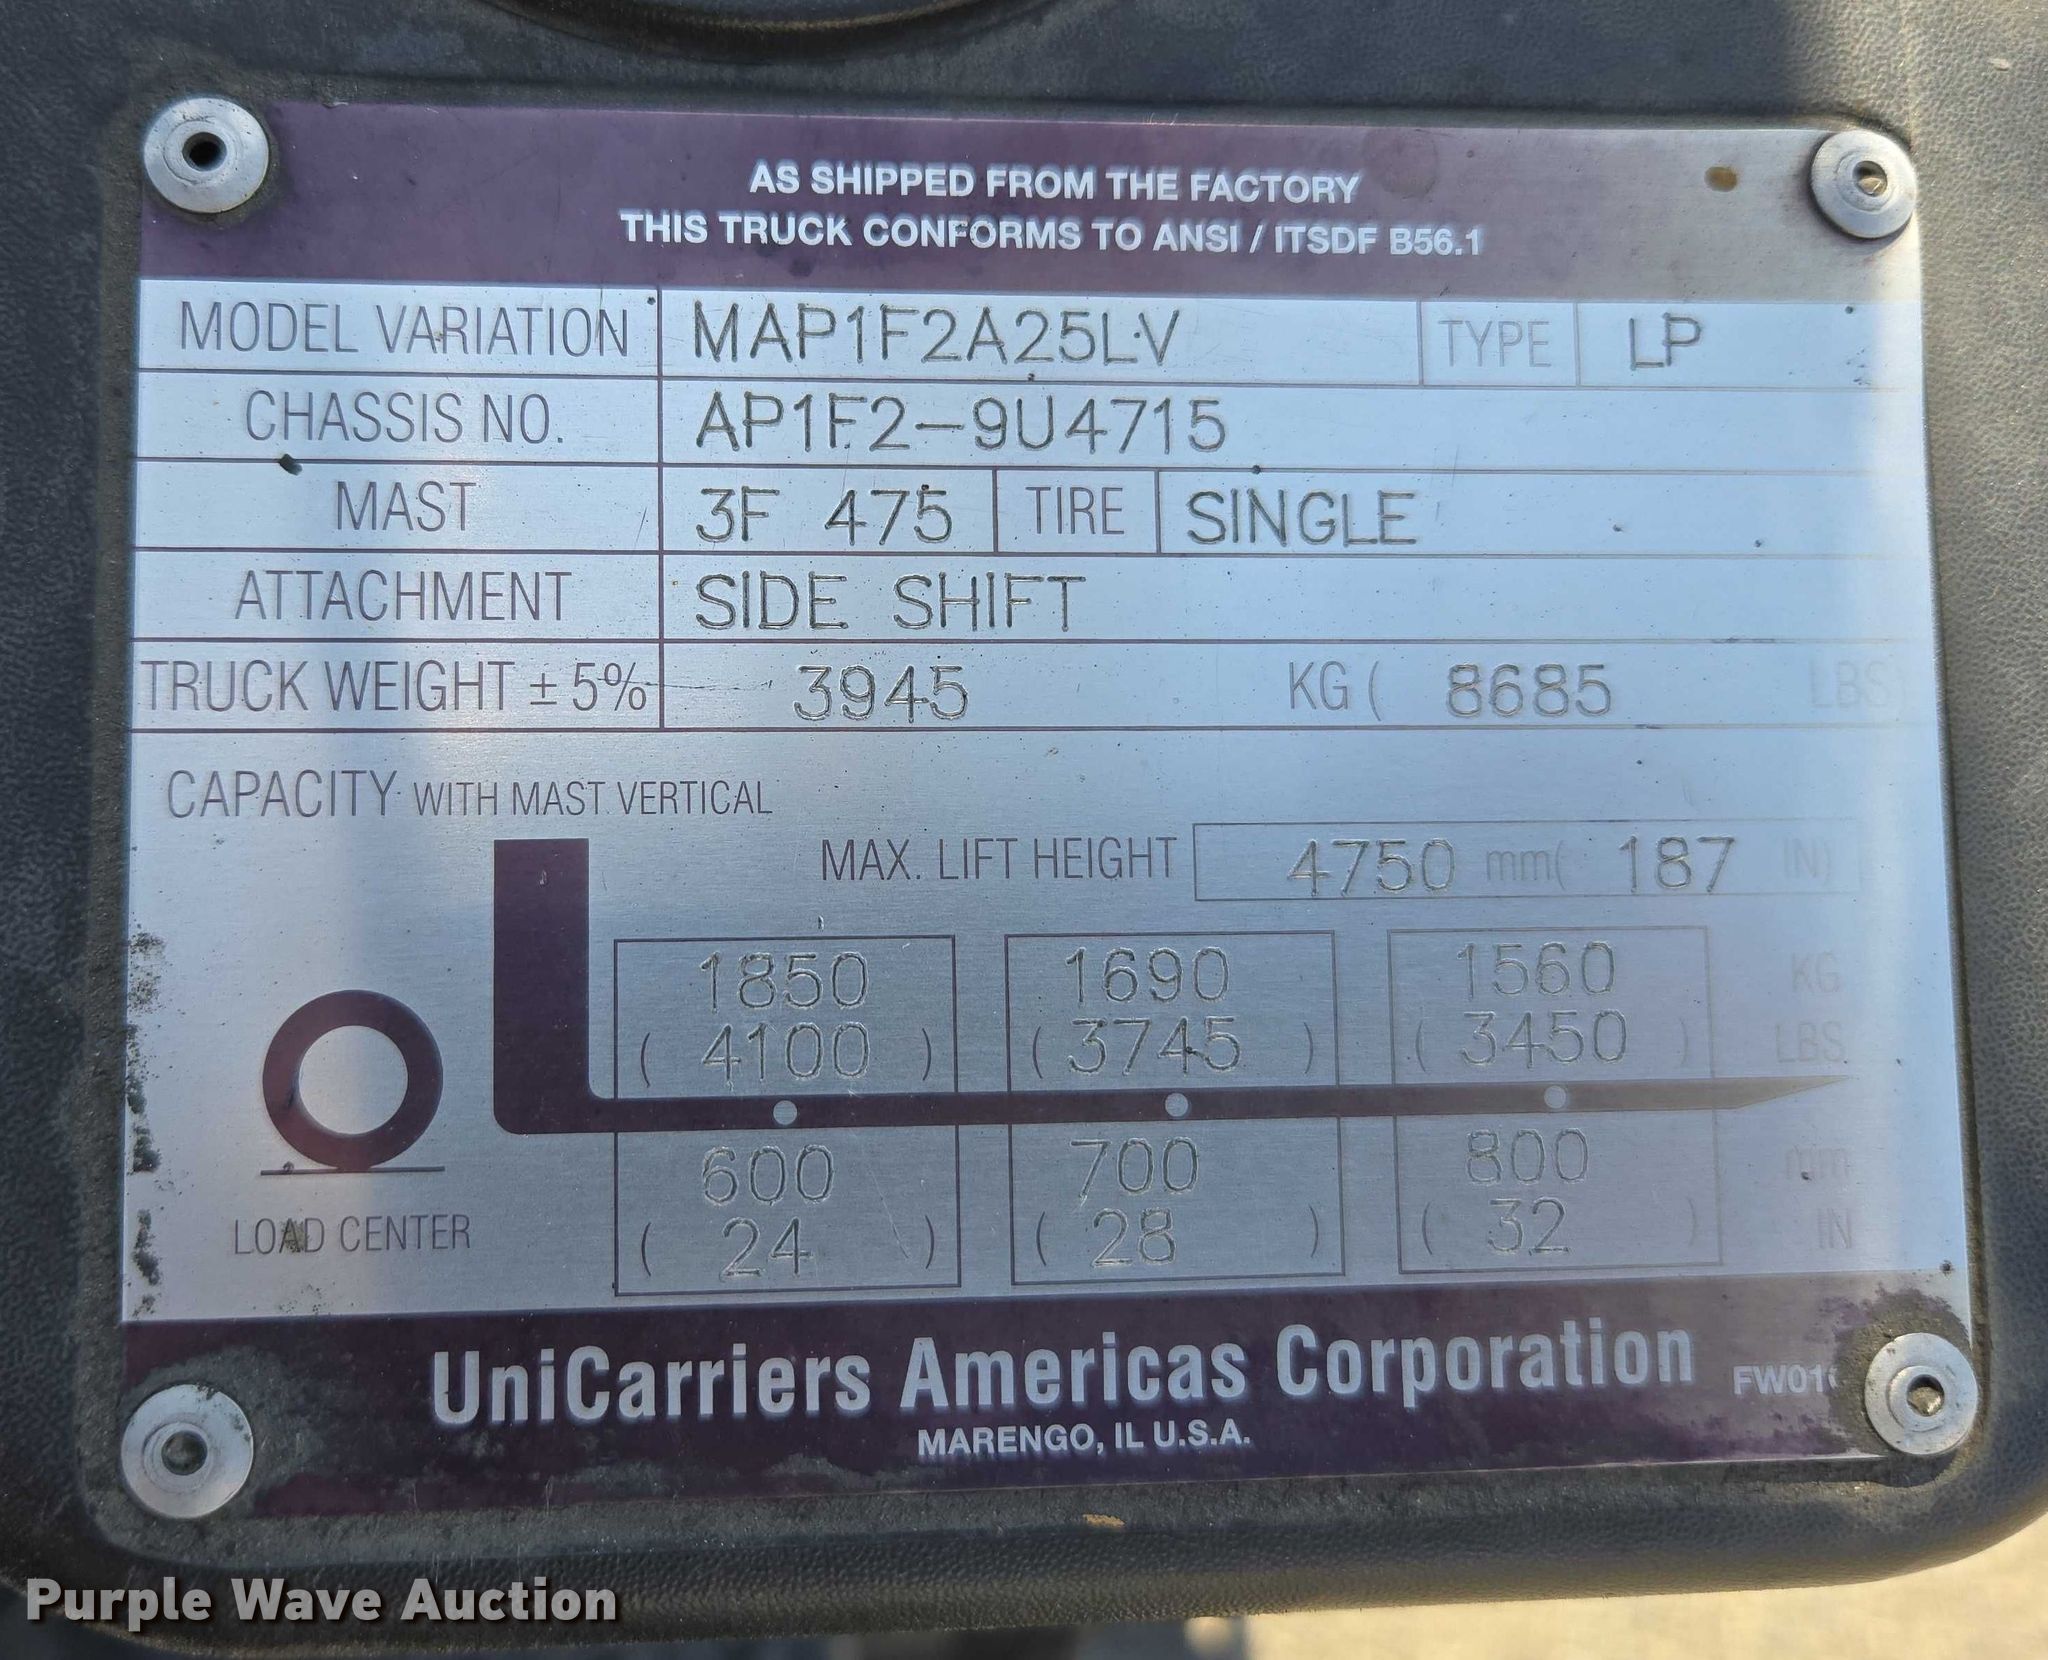 AS SHIPPED FROM THE FACTORY
THIS TRUCK CONFORMS TO ANSI / ITSDF B56.1
MODEL VARIATION MAP1F2A25LV TYPE LP
CHASSIS NO. AP1F2-9U4715
MAST 3F 475 TIRE SINGLE
ATTACHMENT SIDE SHIFT
TRUCK WEIGHT ± 5% 3945 KG ( 8685 LBS)
CAPACITY WITH MAST VERTICAL
MAX. LIFT HEIGHT 4750 mm( 187 IN)
1850 1690 1560 KG
( 4100 ) ( 3745 ) ( 3450 ) LBS
600 700 800 mm
LOAD CENTER ( 24 ) ( 28 ) ( 32 ) IN
UniCarriers Americas Corporation
MARENGO, IL U.S.A.
Purple Wave Auction